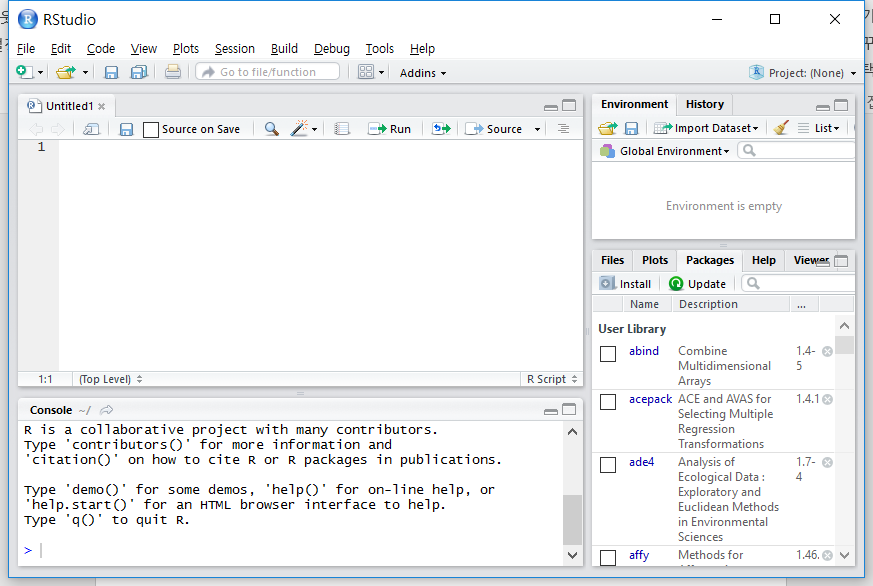 RStudio
File Edit Code View Plots Session Build Debug Tools Help
Go to file/function Addins Project: (None)
Untitled1
Source on Save Run Source
1
1:1 (Top Level) R Script
Console ~/
R is a collaborative project with many contributors.
Type 'contributors()' for more information and
'citation()' on how to cite R or R packages in publications.
Type 'demo()' for some demos, 'help()' for on-line help, or
'help.start()' for an HTML browser interface to help.
Type 'q()' to quit R.
>
Environment History
Import Dataset List
Global Environment
Environment is empty
Files Plots Packages Help Viewer
Install Update
Name Description ...
User Library
abind Combine 1.4-
Multidimensional 5
Arrays
acepack ACE and AVAS for 1.4.1
Selecting Multiple
Regression
Transformations
ade4 Analysis of 1.7-
Ecological Data : 4
Exploratory and
Euclidean Methods
in Environmental
Sciences
affy Methods for 1.46.